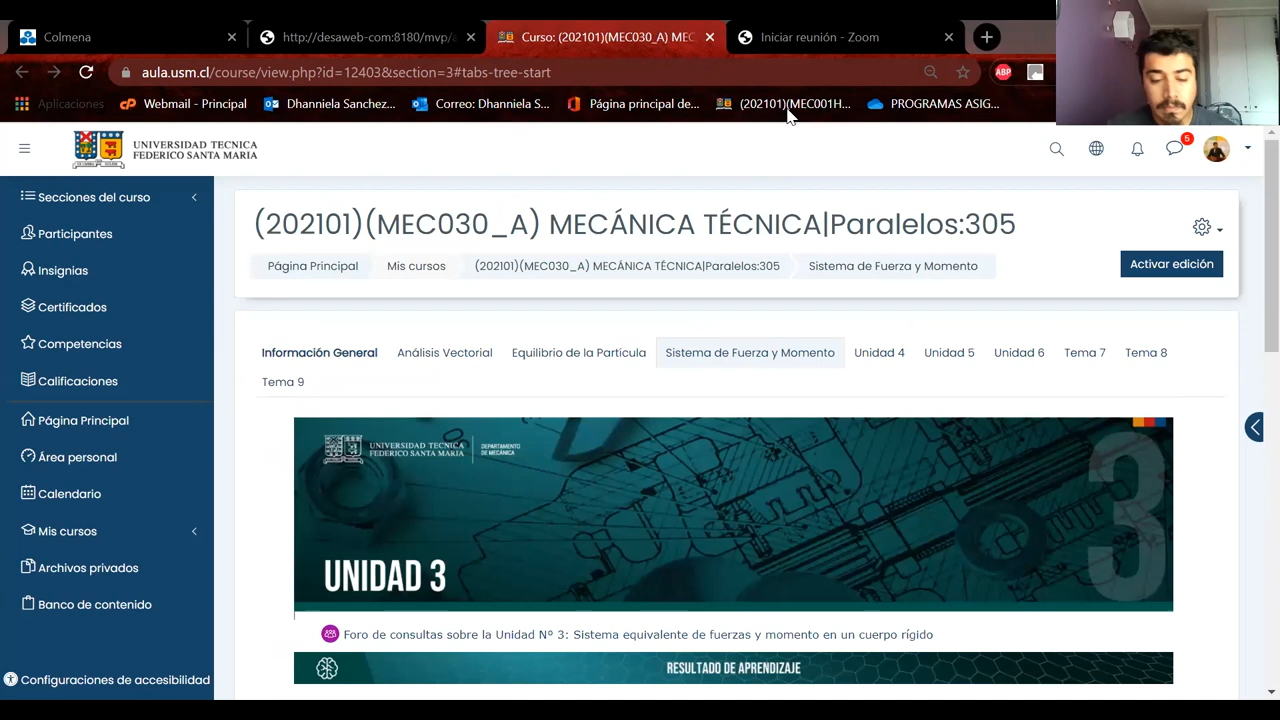 Colmena
http://desaweb-com:8180/mvp/a
Curso: (202101)(MEC030_A) MEC
Iniciar reunión - Zoom
aula.usm.cl/course/view.php?id=12403&section=3#tabs-tree-start
ABP
Aplicaciones
Webmail - Principal
Dhanniela Sanchez...
Correo: Dhanniela S...
Página principal de...
(202101)(MEC001H...
PROGRAMAS ASIG...
UNIVERSIDAD TECNICA
FEDERICO SANTA MARIA
5
Secciones del curso
Participantes
Insignias
Certificados
Competencias
Calificaciones
Página Principal
Área personal
Calendario
Mis cursos
Archivos privados
Banco de contenido
Configuraciones de accesibilidad
(202101)(MEC030_A) MECÁNICA TÉCNICA|Paralelos:305
Página Principal
Mis cursos
(202101)(MEC030_A) MECÁNICA TÉCNICA|Paralelos:305
Sistema de Fuerza y Momento
Activar edición
Información General
Análisis Vectorial
Equilibrio de la Partícula
Sistema de Fuerza y Momento
Unidad 4
Unidad 5
Unidad 6
Tema 7
Tema 8
Tema 9
UNIVERSIDAD TECNICA
FEDERICO SANTA MARIA
DEPARTAMENTO
DE MECÁNICA
3
UNIDAD 3
Foro de consultas sobre la Unidad Nº 3: Sistema equivalente de fuerzas y momento en un cuerpo rígido
RESULTADO DE APRENDIZAJE